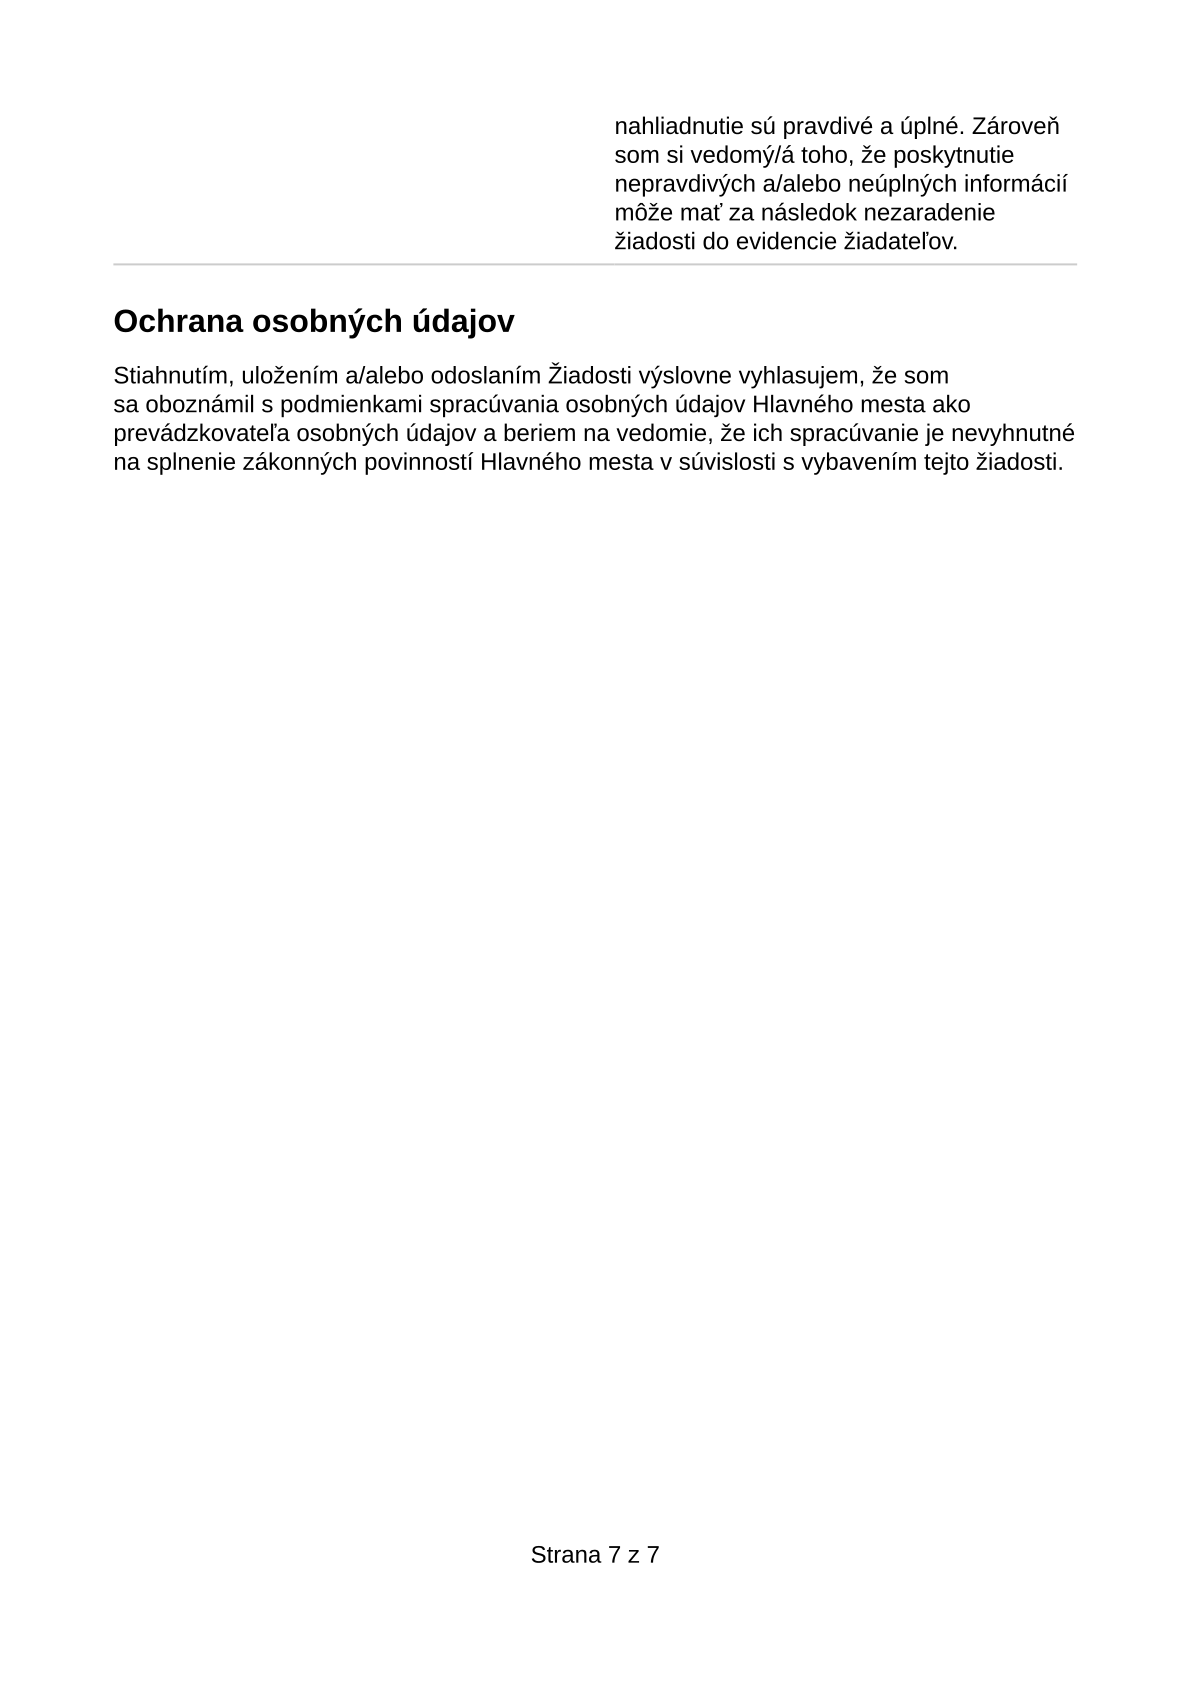 nahliadnutie sú pravdivé a úplné. Zároveň
som si vedomý/á toho, že poskytnutie
nepravdivých a/alebo neúplných informácií
môže mať za následok nezaradenie
žiadosti do evidencie žiadateľov.
Ochrana osobných údajov
Stiahnutím, uložením a/alebo odoslaním Žiadosti výslovne vyhlasujem, že som
sa oboznámil s podmienkami spracúvania osobných údajov Hlavného mesta ako
prevádzkovateľa osobných údajov a beriem na vedomie, že ich spracúvanie je nevyhnutné
na splnenie zákonných povinností Hlavného mesta v súvislosti s vybavením tejto žiadosti.
Strana 7 z 7